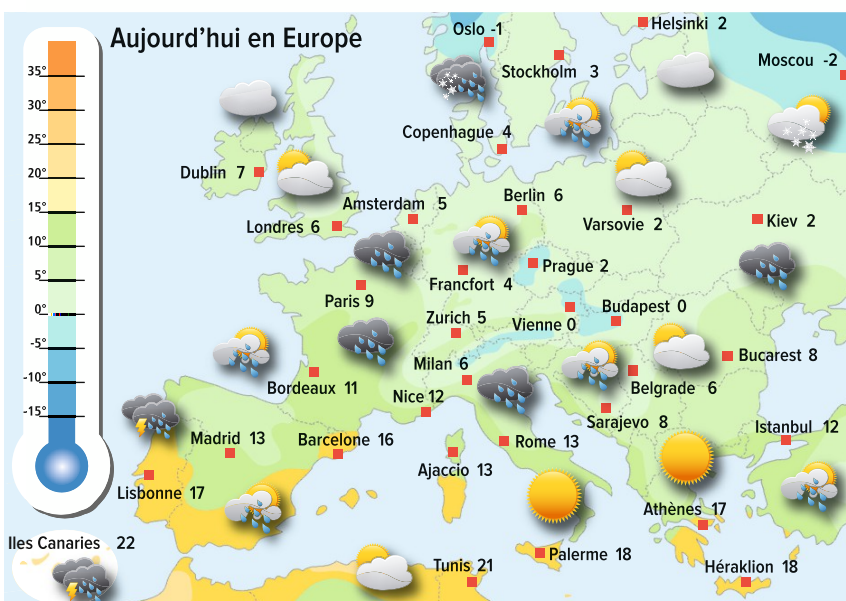 Aujourd’hui en Europe
35°
30°
25°
20°
15°
10°
5°
0°
-5°
-10°
-15°
Oslo -1
Helsinki 2
Stockholm 3
Moscou -2
Copenhague 4
Dublin 7
Amsterdam 5
Berlin 6
Londres 6
Varsovie 2
Kiev 2
Prague 2
Francfort 4
Paris 9
Zurich 5
Vienne 0
Budapest 0
Milan 6
Bucarest 8
Bordeaux 11
Nice 12
Belgrade 6
Sarajevo 8
Madrid 13
Barcelone 16
Rome 13
Istanbul 12
Ajaccio 13
Lisbonne 17
Athènes 17
Iles Canaries 22
Palerme 18
Tunis 21
Héraklion 18